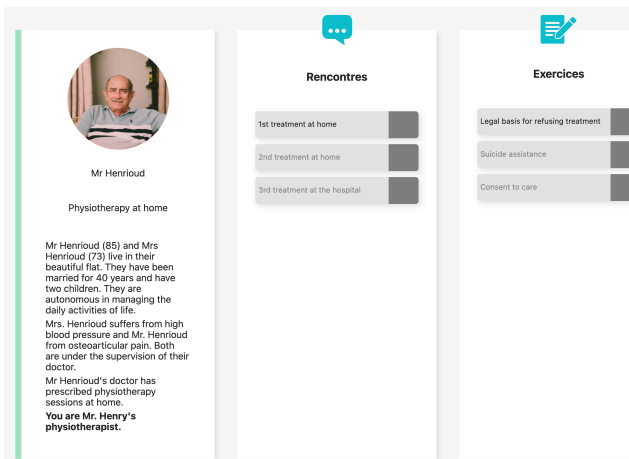 Mr Henrioud
Physiotherapy at home
Mr Henrioud (85) and Mrs
Henrioud (73) live in their
beautiful flat. They have been
married for 40 years and have
two children. They are
autonomous in managing the
daily activities of life.
Mrs. Henrioud suffers from high
blood pressure and Mr. Henrioud
from osteoarticular pain. Both
are under the supervision of their
doctor.
Mr Henrioud's doctor has
prescribed physiotherapy
sessions at home.
You are Mr. Henry's
physiotherapist.
Rencontres
1st treatment at home
2nd treatment at home
3rd treatment at the hospital
Exercices
Legal basis for refusing treatment
Suicide assistance
Consent to care